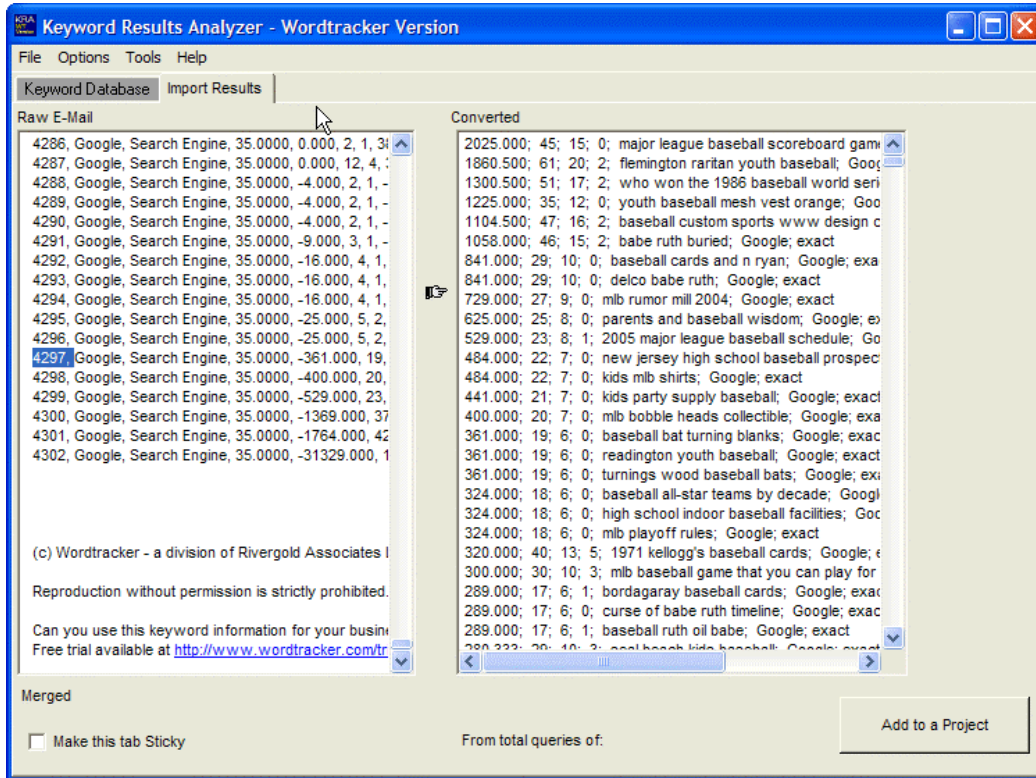 KRA WT Version Keyword Results Analyzer - Wordtracker Version
File Options Tools Help
Keyword Database Import Results
Raw E-Mail
4286, Google, Search Engine, 35.0000, 0.000, 2, 1,
4287, Google, Search Engine, 35.0000, 0.000, 12, 4,
4288, Google, Search Engine, 35.0000, -4.000, 2, 1, -
4289, Google, Search Engine, 35.0000, -4.000, 2, 1, -
4290, Google, Search Engine, 35.0000, -4.000, 2, 1, -
4291, Google, Search Engine, 35.0000, -9.000, 3, 1, -
4292, Google, Search Engine, 35.0000, -16.000, 4, 1,
4293, Google, Search Engine, 35.0000, -16.000, 4, 1,
4294, Google, Search Engine, 35.0000, -16.000, 4, 1,
4295, Google, Search Engine, 35.0000, -25.000, 5, 2,
4296, Google, Search Engine, 35.0000, -25.000, 5, 2,
4297, Google, Search Engine, 35.0000, -361.000, 19,
4298, Google, Search Engine, 35.0000, -400.000, 20,
4299, Google, Search Engine, 35.0000, -529.000, 23,
4300, Google, Search Engine, 35.0000, -1369.000, 37
4301, Google, Search Engine, 35.0000, -1764.000, 42
4302, Google, Search Engine, 35.0000, -31329.000, 1
(c) Wordtracker - a division of Rivergold Associates
Reproduction without permission is strictly prohibited.
Can you use this keyword information for your busin
Free trial available at http://www.wordtracker.com/tr
Converted
2025.000; 45; 15; 0; major league baseball scoreboard gam
1860.500; 61; 20; 2; flemington raritan youth baseball; Goog
1300.500; 51; 17; 2; who won the 1986 baseball world seri
1225.000; 35; 12; 0; youth baseball mesh vest orange; Goo
1104.500; 47; 16; 2; baseball custom sports www design c
1058.000; 46; 15; 2; babe ruth buried; Google; exact
841.000; 29; 10; 0; baseball cards and n ryan; Google; exa
841.000; 29; 10; 0; delco babe ruth; Google; exact
729.000; 27; 9; 0; mlb rumor mill 2004; Google; exact
625.000; 25; 8; 0; parents and baseball wisdom; Google; ex
529.000; 23; 8; 1; 2005 major league baseball schedule; Go
484.000; 22; 7; 0; new jersey high school baseball prospec
484.000; 22; 7; 0; kids mlb shirts; Google; exact
441.000; 21; 7; 0; kids party supply baseball; Google; exact
400.000; 20; 7; 0; mlb bobble heads collectible; Google; exa
361.000; 19; 6; 0; baseball bat turning blanks; Google; exac
361.000; 19; 6; 0; readington youth baseball; Google; exact
361.000; 19; 6; 0; turnings wood baseball bats; Google; exa
324.000; 18; 6; 0; baseball all-star teams by decade; Googl
324.000; 18; 6; 0; high school indoor baseball facilities; Goo
324.000; 18; 6; 0; mlb playoff rules; Google; exact
320.000; 40; 13; 5; 1971 kellogg's baseball cards; Google; e
300.000; 30; 10; 3; mlb baseball game that you can play for
289.000; 17; 6; 1; bordagaray baseball cards; Google; exac
289.000; 17; 6; 0; curse of babe ruth timeline; Google; exac
289.000; 17; 6; 1; baseball ruth oil babe; Google; exact
280.333; 29; 10; 3; seal beach kids baseball; Google; exact
Merged
Make this tab Sticky
From total queries of:
Add to a Project